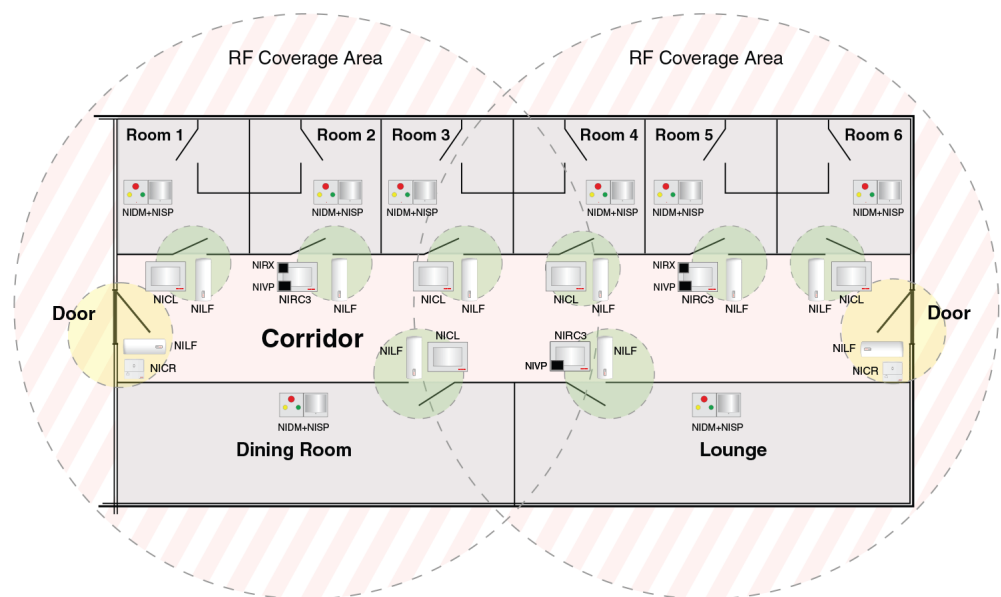 RF Coverage Area
RF Coverage Area
Room 1
Room 2
Room 3
Room 4
Room 5
Room 6
NIDM+NISP
NIDM+NISP
NIDM+NISP
NIDM+NISP
NIDM+NISP
NIDM+NISP
NIRX
NIRX
NIVP
NIVP
NICL
NILF
NIRC3
NILF
NICL
NILF
NICL
NILF
NIRC3
NILF
NILF
NICL
Door
Door
Corridor
NILF
NICR
NILF
NICL
NIRC3
NILF
NIVP
NILF
NICR
NIDM+NISP
NIDM+NISP
Dining Room
Lounge